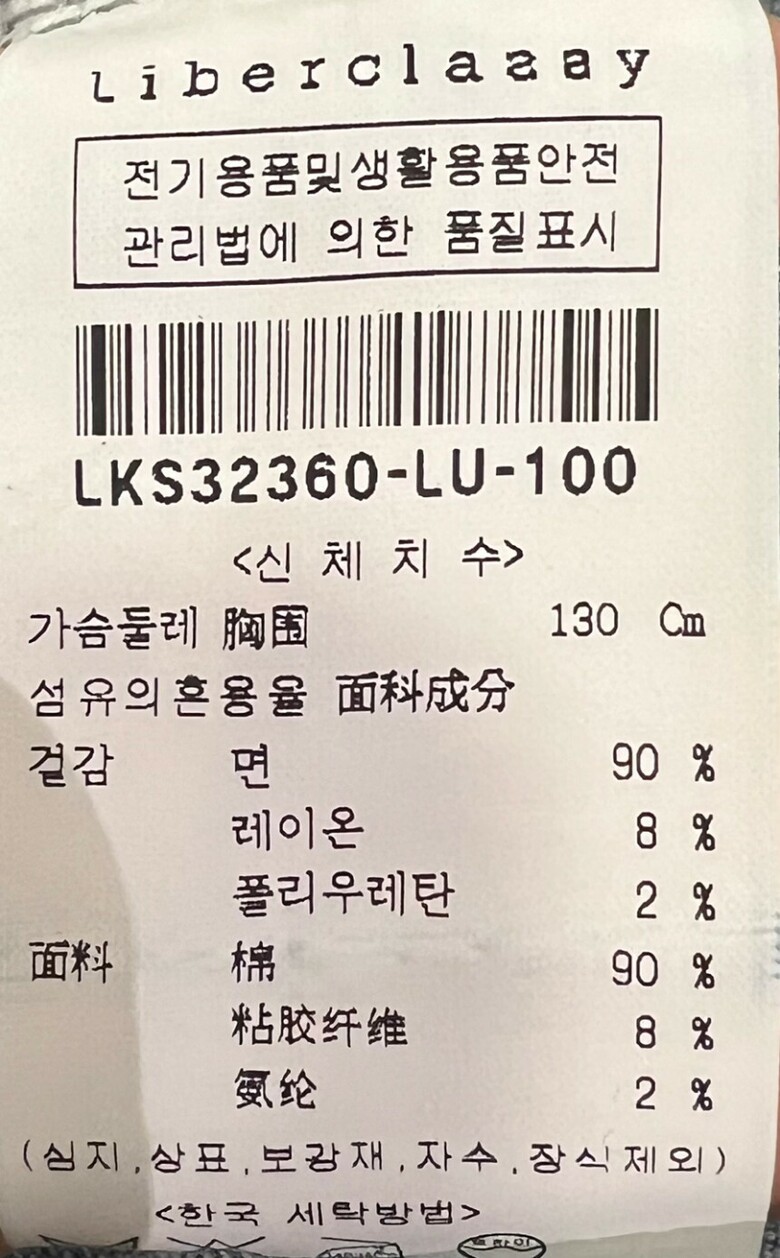 Liberclassy
전기용품및생활용품안전
관리법에 의한 품질표시
LKS32360-LU-100
<신 체 치 수>
가슴둘레 胸围 130 Cm
섬유의혼용율 面科成分
겉감 면 90 %
레이온 8 %
폴리우레탄 2 %
面料 棉 90 %
粘胶纤维 8 %
氨纶 2 %
(심지,상표,보강재,자수,장식제외)
<한국 세탁방법>